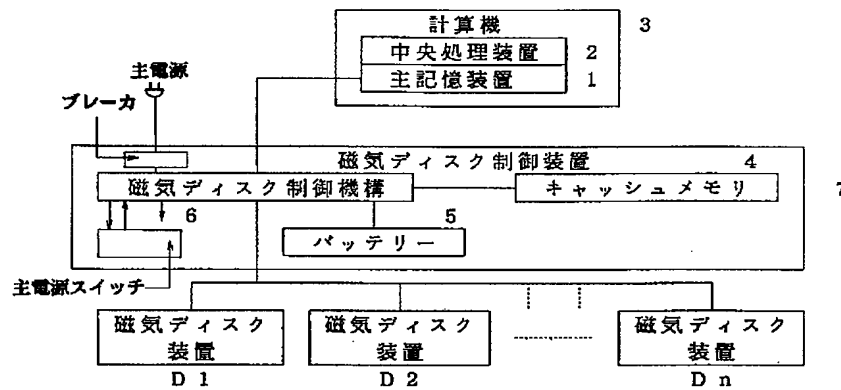 計算機 3
中央処理装置 2
主記憶装置 1
主電源
ブレーカ
磁気ディスク制御装置 4
磁気ディスク制御機構
キャッシュメモリ 7
6
5
バッテリー
主電源スイッチ
磁気ディスク装置
D1
磁気ディスク装置
D2
磁気ディスク装置
Dn